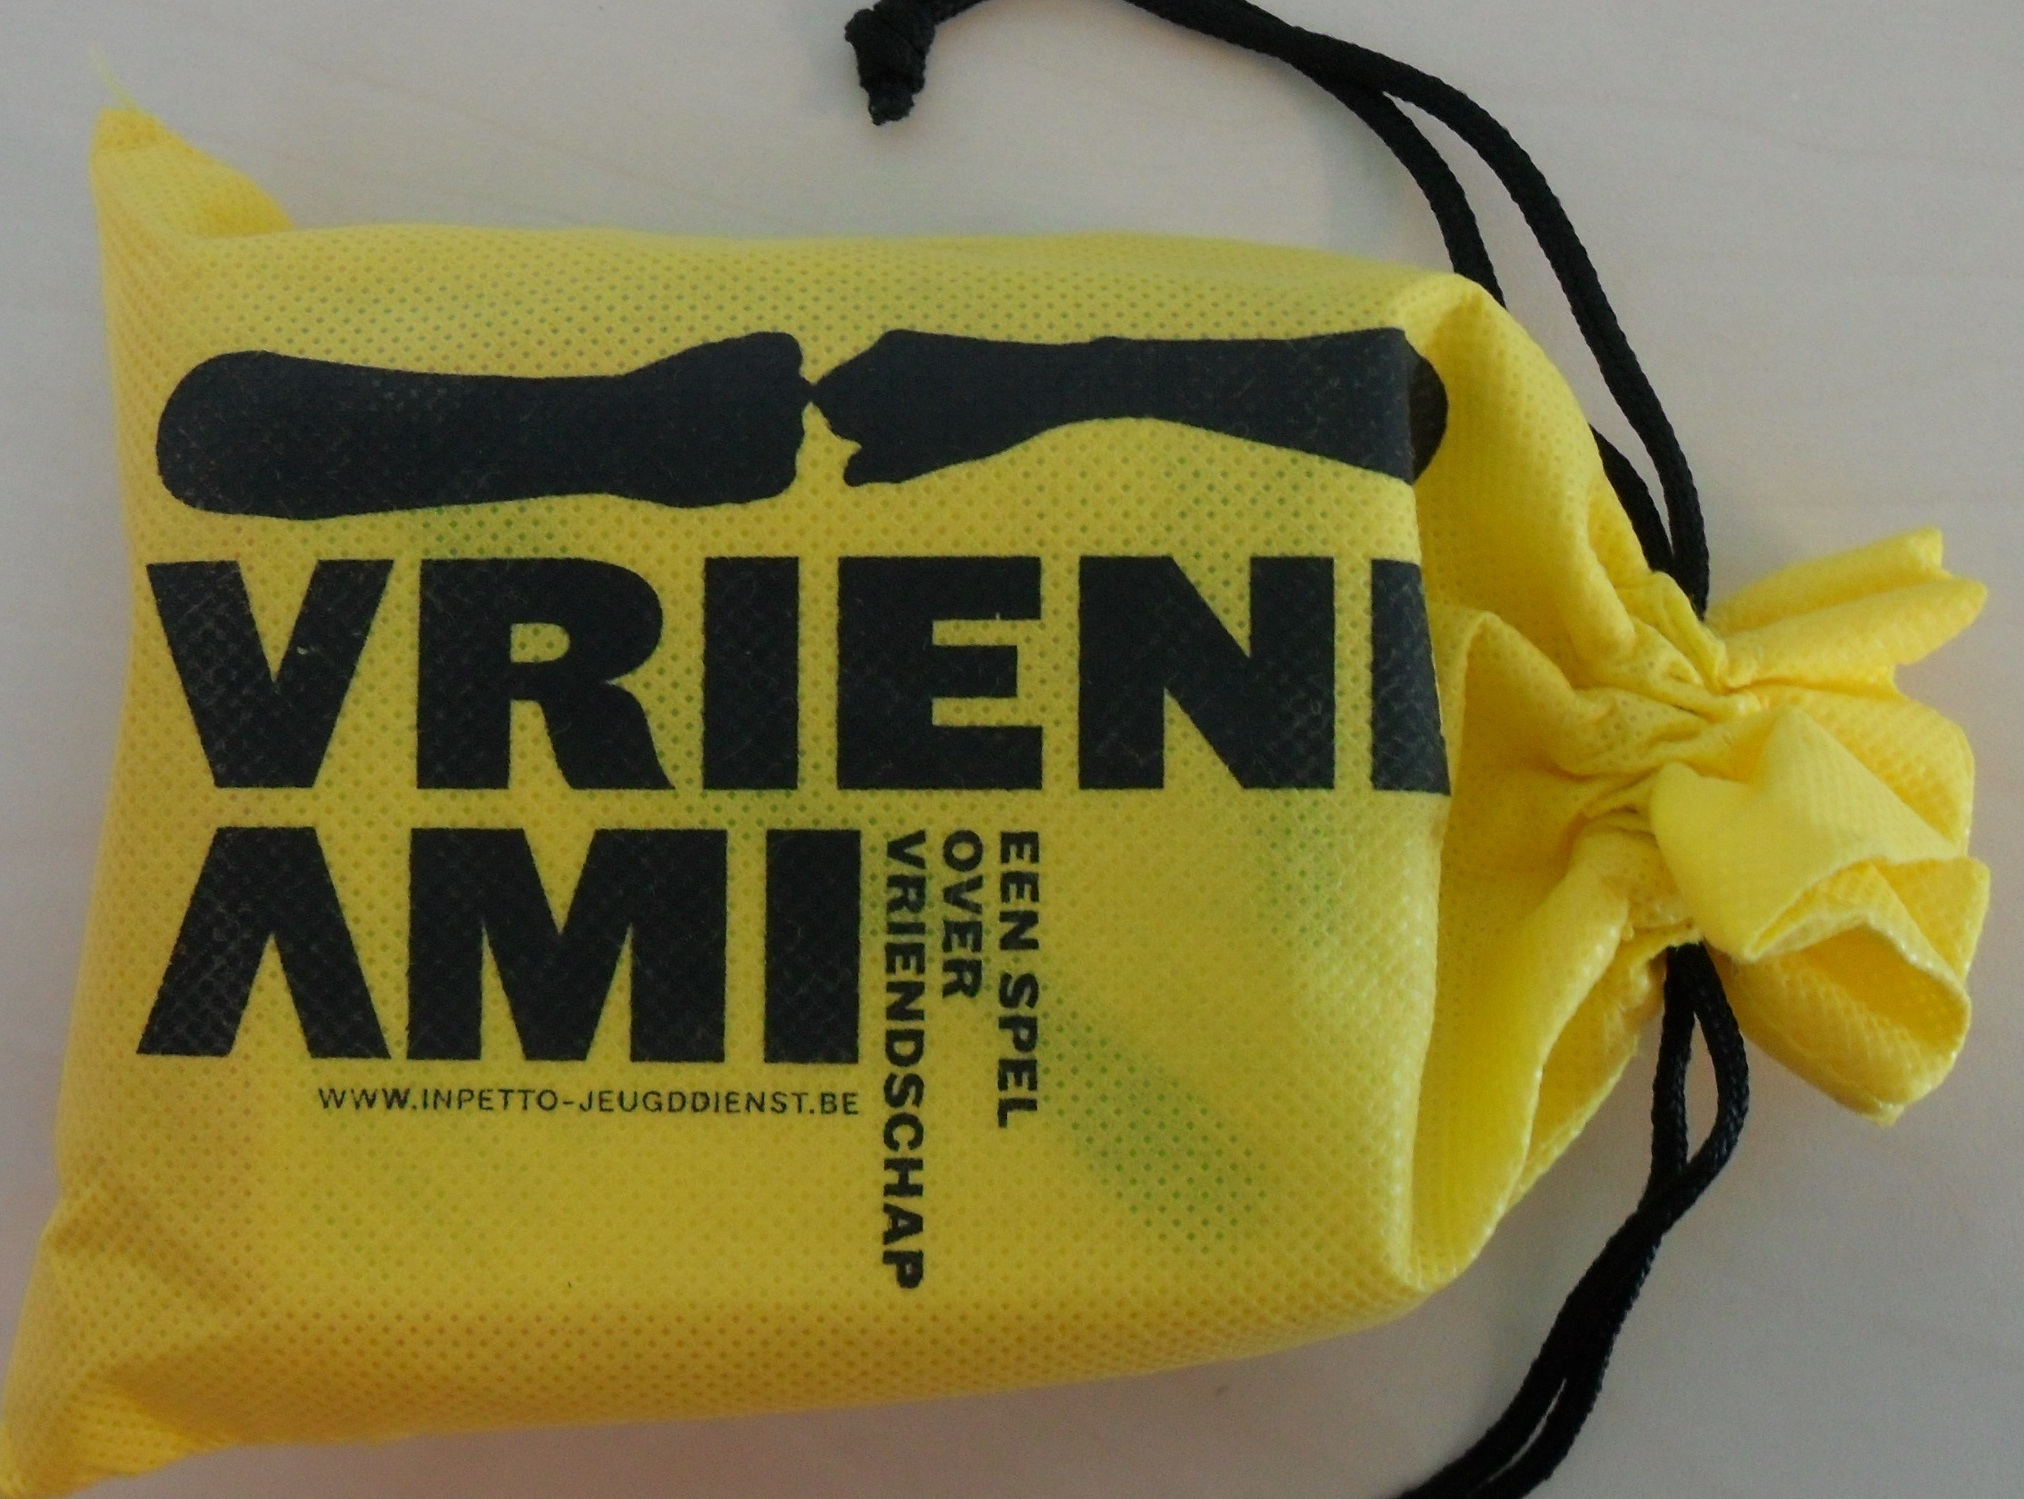 VRIEN
AMI
EEN SPEL
OVER
VRIENDSCHAP
WWW.INPETTO-JEUGDDIENST.BE